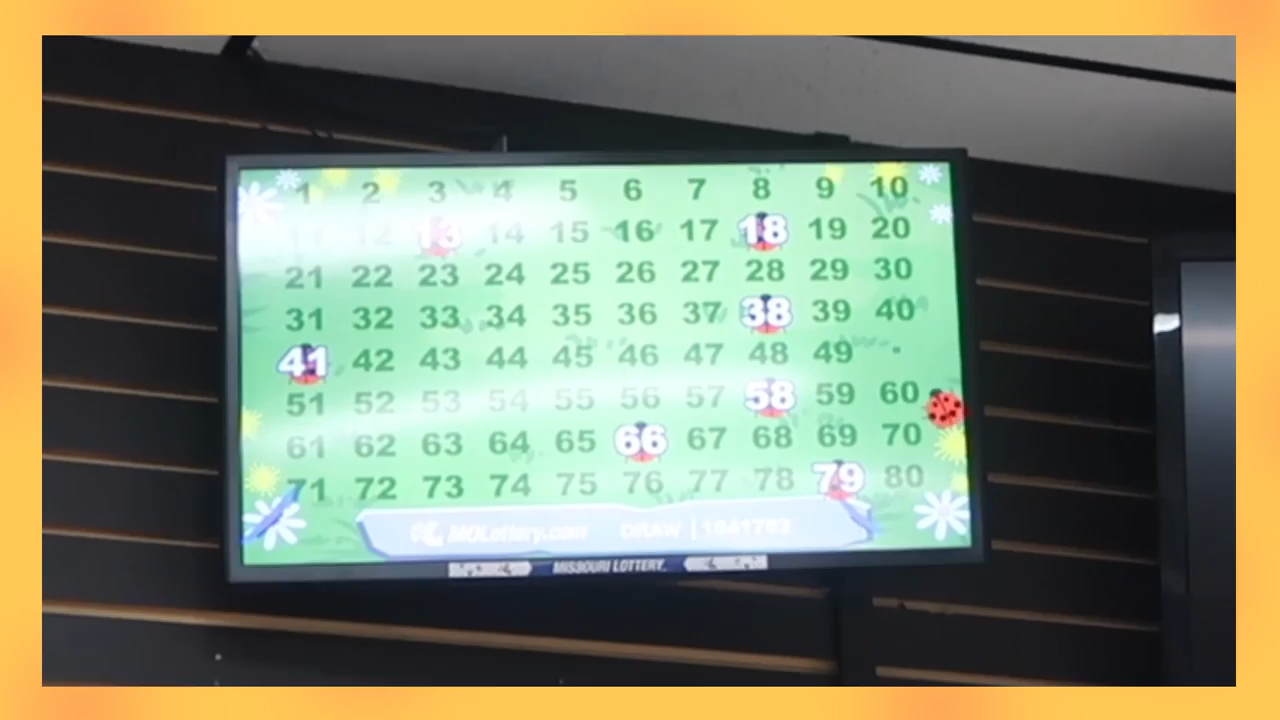 1 2 3 4 5 6 7 8 9 10
11 12 13 14 15 16 17 18 19 20
21 22 23 24 25 26 27 28 29 30
31 32 33 34 35 36 37 38 39 40
41 42 43 44 45 46 47 48 49
51 52 53 54 55 56 57 58 59 60
61 62 63 64 65 66 67 68 69 70
71 72 73 74 75 76 77 78 79 80
MOLottery.com DRAW | 1841763
MISSOURI LOTTERY